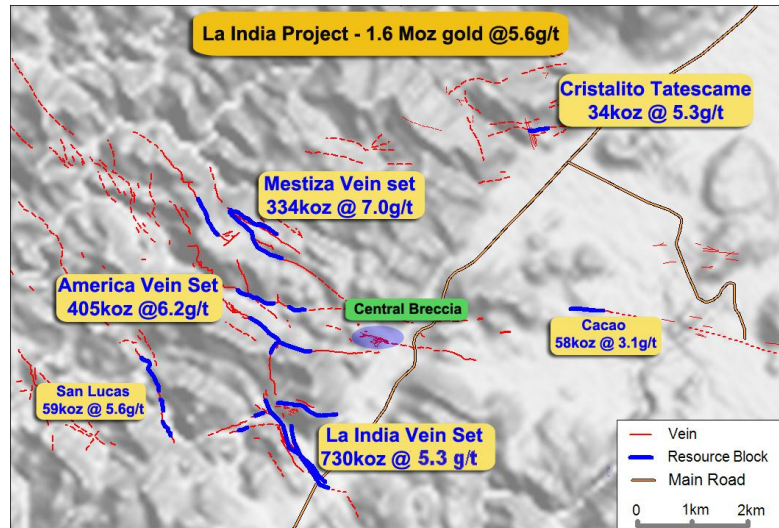 La India Project - 1.6 Moz gold @5.6g/t
Cristalito Tatescame
34koz @ 5.3g/t
Mestiza Vein set
334koz @ 7.0g/t
America Vein Set
405koz @6.2g/t
Central Breccia
Cacao
58koz @ 3.1g/t
San Lucas
59koz @ 5.6g/t
La India Vein Set
730koz @ 5.3 g/t
Vein
Resource Block
Main Road
0 1km 2km